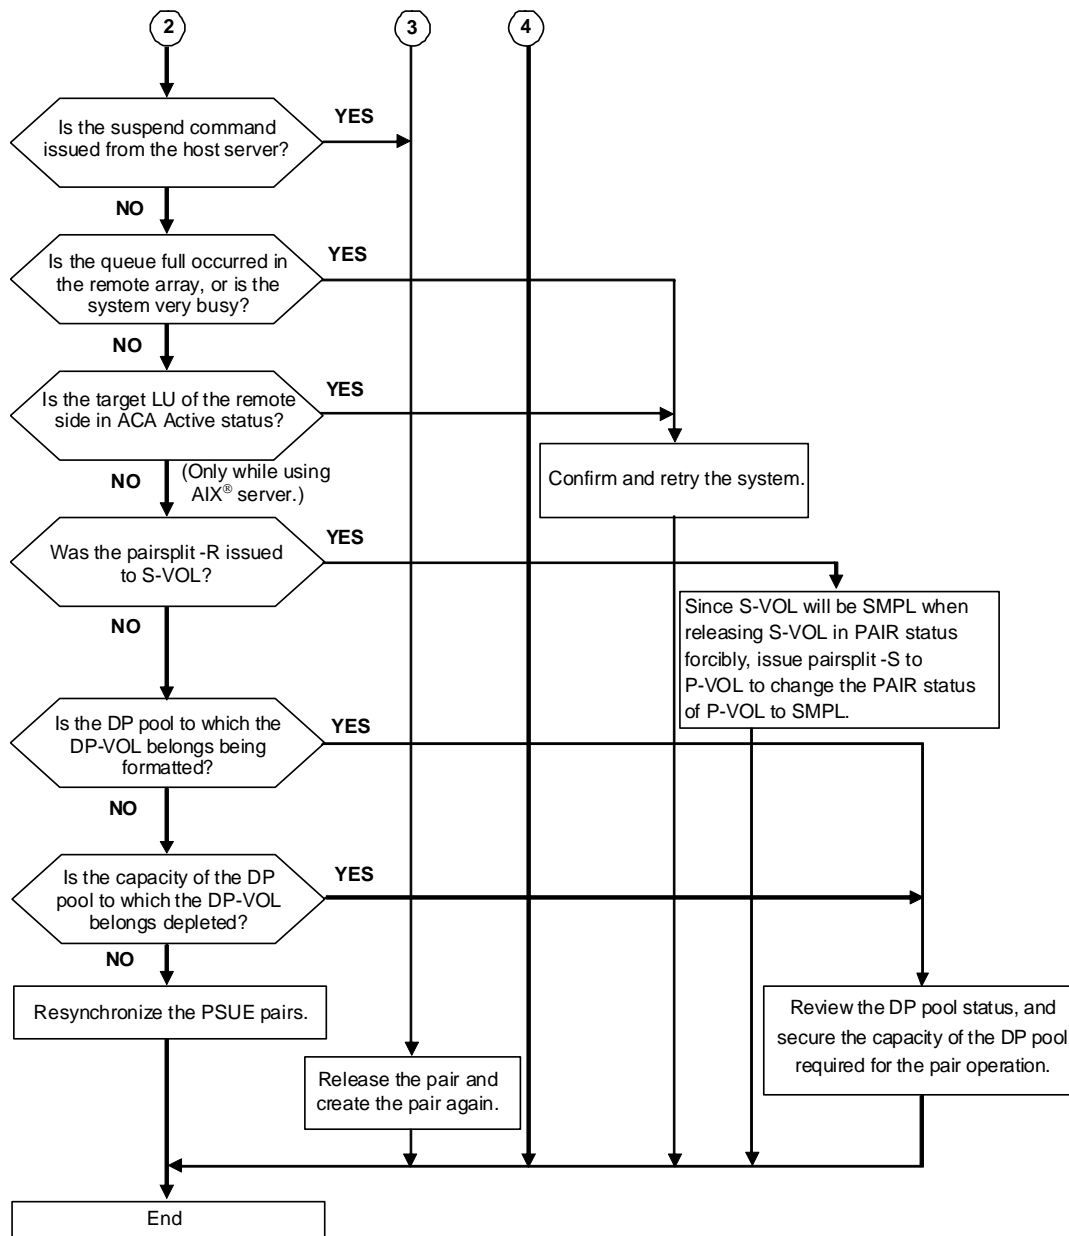 2
3
4
Is the suspend command
issued from the host server?
YES
NO
Is the queue full occurred in
the remote array, or is the
system very busy?
YES
NO
Is the target LU of the remote
side in ACA Active status?
YES
Confirm and retry the system.
NO
(Only while using
AIX® server.)
Was the pairsplit -R issued
to S-VOL?
YES
NO
Since S-VOL will be SMPL when
releasing S-VOL in PAIR status
forcibly, issue pairsplit -S to
P-VOL to change the PAIR status
of P-VOL to SMPL.
Is the DP pool to which the
DP-VOL belongs being
formatted?
YES
NO
Is the capacity of the DP
pool to which the DP-VOL
belongs depleted?
YES
NO
Resynchronize the PSUE pairs.
Review the DP pool status, and
secure the capacity of the DP pool
required for the pair operation.
Release the pair and
create the pair again.
End